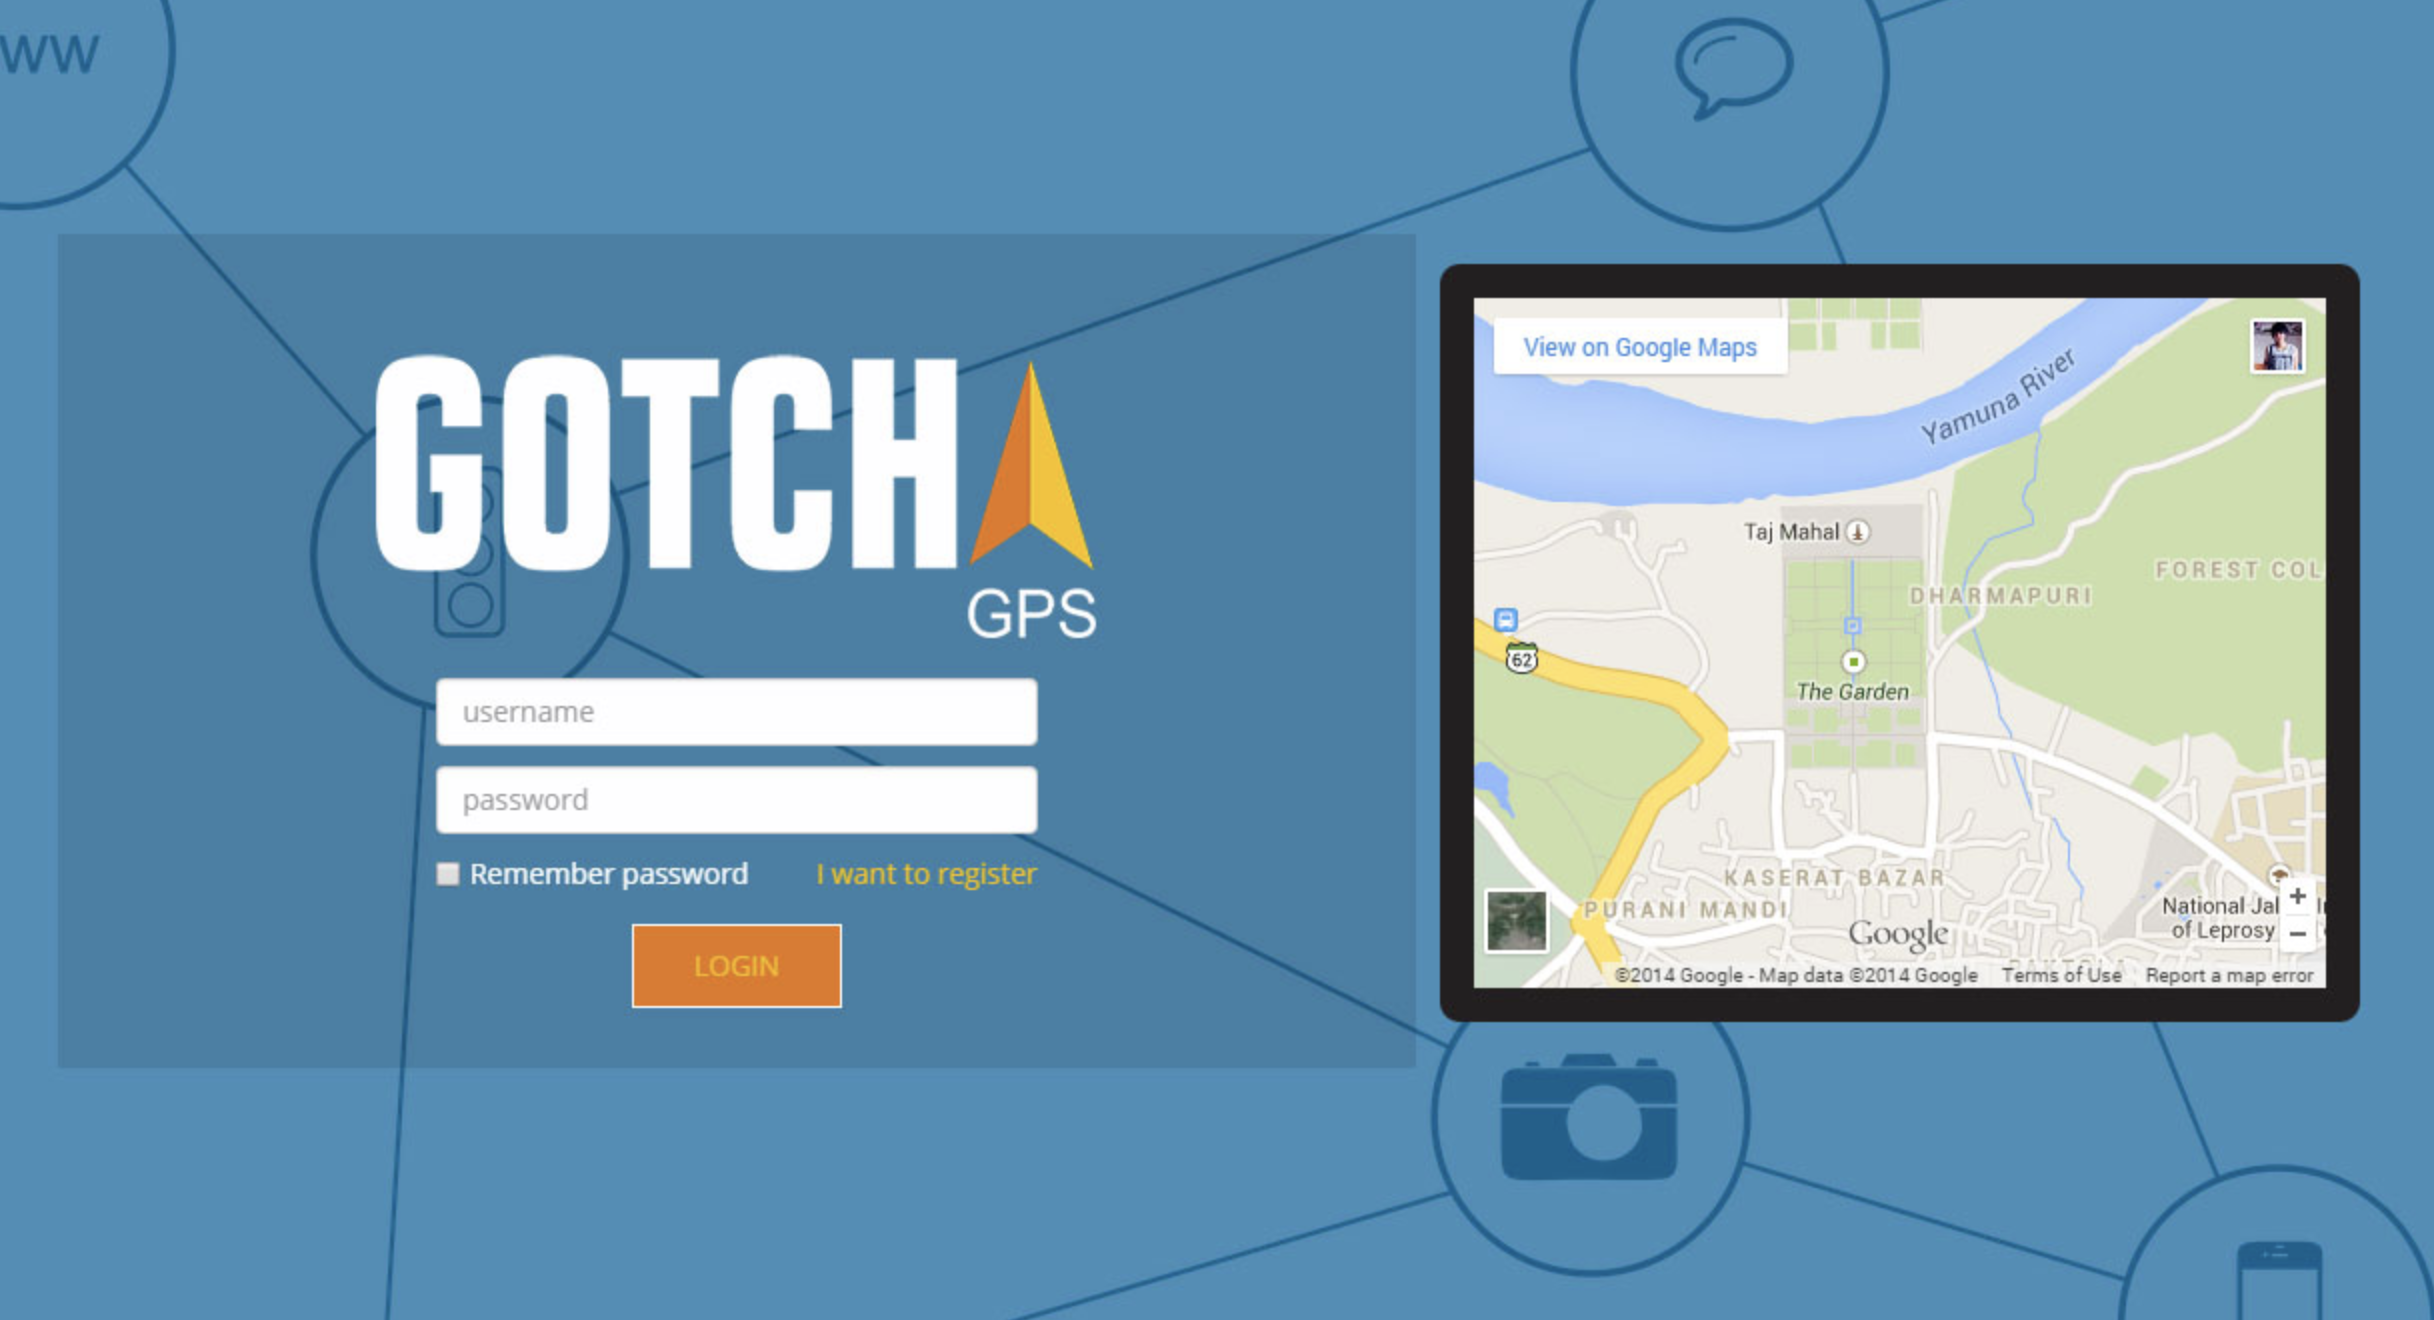 WW
GOTCH
GPS
username
password
Remember password
I want to register
LOGIN
View on Google Maps
Yamuna River
Taj Mahal
FOREST COL
DHARMAPURI
62
The Garden
KASERAT BAZAR
PURANI MANDI
National Jal
of Leprosy
Google
©2014 Google - Map data ©2014 Google
Terms of Use
Report a map error